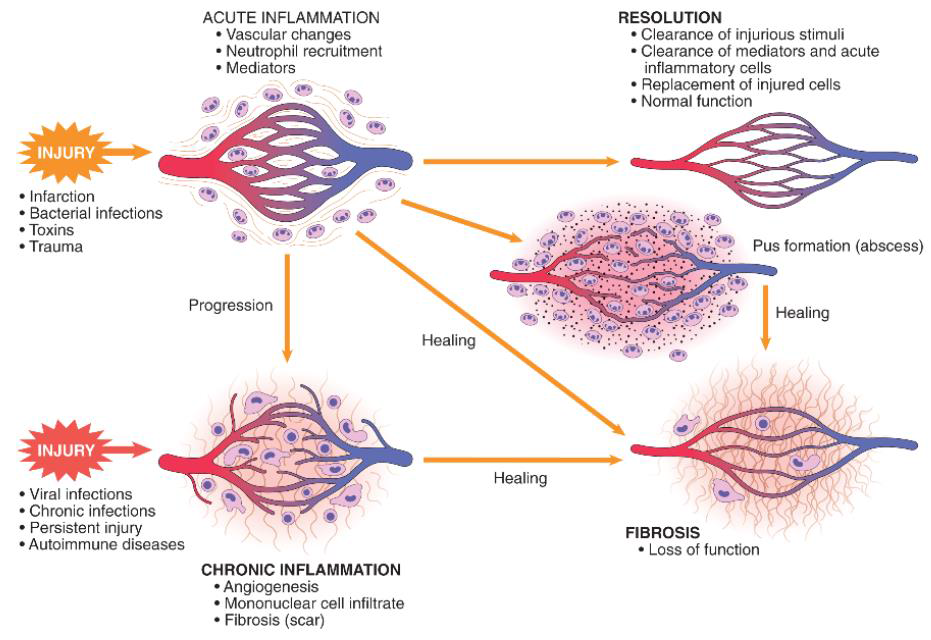 ACUTE INFLAMMATION
• Vascular changes
• Neutrophil recruitment
• Mediators
RESOLUTION
• Clearance of injurious stimuli
• Clearance of mediators and acute
inflammatory cells
• Replacement of injured cells
• Normal function
INJURY
• Infarction
• Bacterial infections
• Toxins
• Trauma
Pus formation (abscess)
Progression
Healing
Healing
INJURY
• Viral infections
• Chronic infections
• Persistent injury
• Autoimmune diseases
Healing
FIBROSIS
• Loss of function
CHRONIC INFLAMMATION
• Angiogenesis
• Mononuclear cell infiltrate
• Fibrosis (scar)